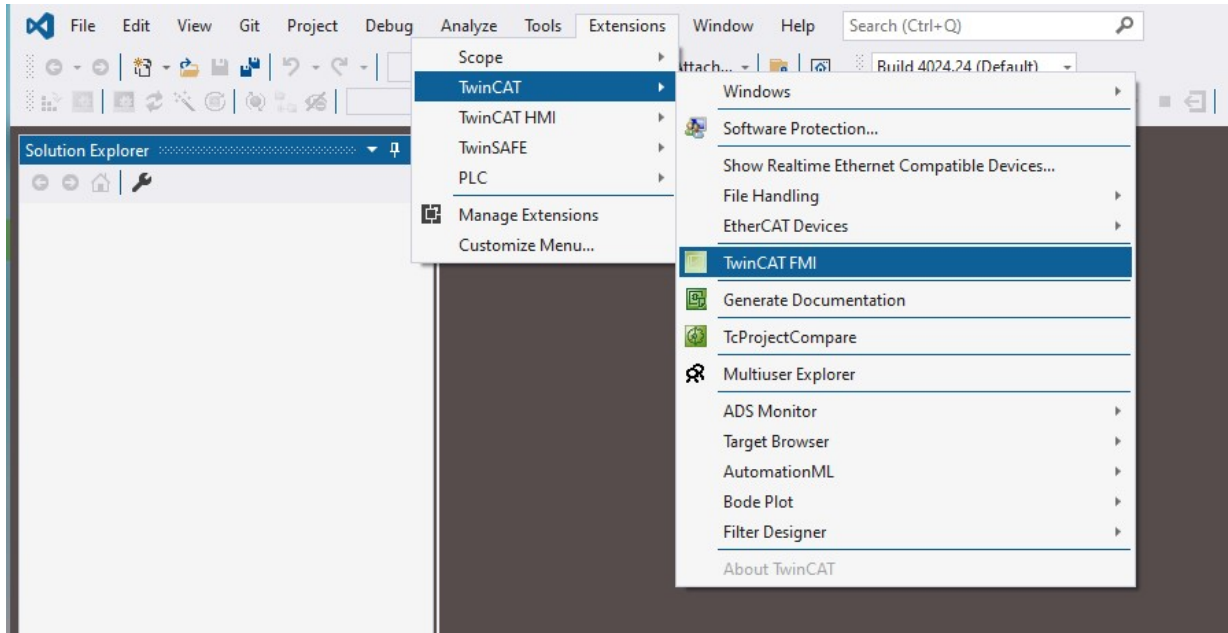 File Edit View Git Project Debug Analyze Tools Extensions Window Help Search (Ctrl+Q)
Attach... Build 4024.24 (Default)
Scope
TwinCAT
TwinCAT HMI
TwinSAFE
PLC
Manage Extensions
Customize Menu...
Windows
Software Protection...
Show Realtime Ethernet Compatible Devices...
File Handling
EtherCAT Devices
TwinCAT FMI
Generate Documentation
TcProjectCompare
Multiuser Explorer
ADS Monitor
Target Browser
AutomationML
Bode Plot
Filter Designer
About TwinCAT
Solution Explorer